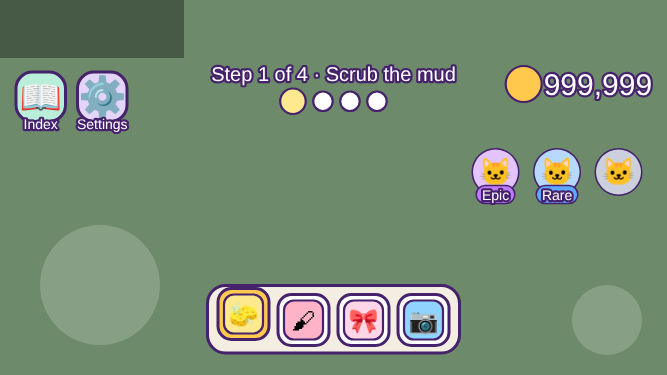 Step 1 of 4 · Scrub the mud
999,999
Index
Settings
Epic
Rare